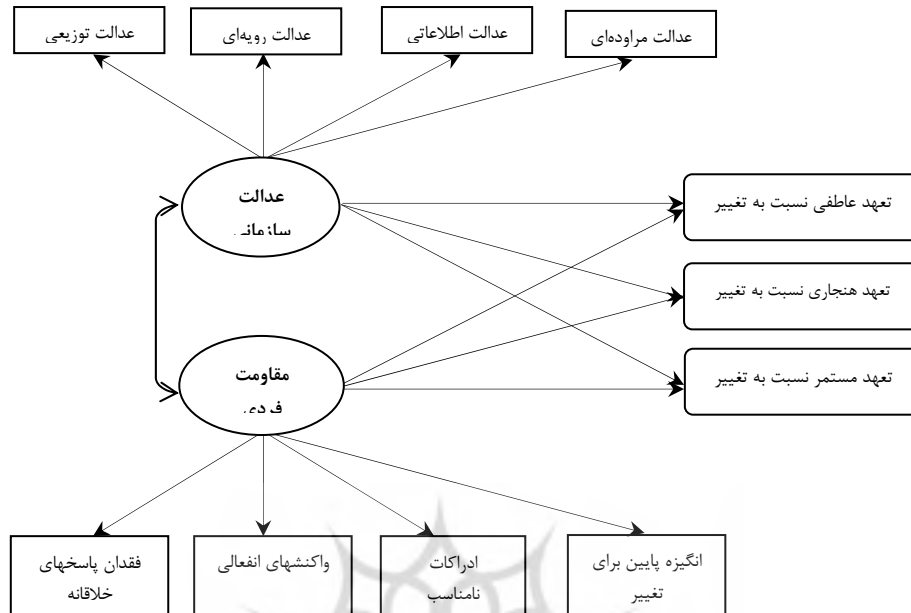 عدالت مراوده‌ای
عدالت اطلاعاتی
عدالت رویه‌ای
عدالت توزیعی
عدالت
سازمانی
تعهد عاطفی نسبت به تغییر
تعهد هنجاری نسبت به تغییر
تعهد مستمر نسبت به تغییر
مقاومت
فردی
انگیزه پایین برای
تغییر
ادراکات
نامناسب
واکنشهای انفعالی
فقدان پاسخهای
خلاقانه